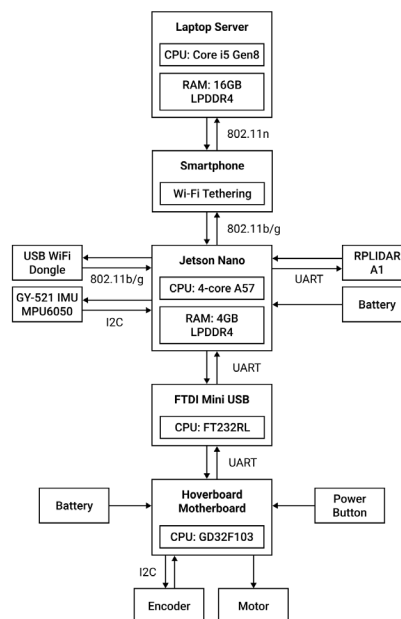 Laptop Server
CPU: Core i5 Gen8
RAM: 16GB
LPDDR4
802.11n
Smartphone
Wi-Fi Tethering
802.11b/g
USB WiFi
Dongle
802.11b/g
GY-521 IMU
MPU6050
I2C
Jetson Nano
CPU: 4-core A57
RAM: 4GB
LPDDR4
RPLIDAR
A1
UART
Battery
UART
FTDI Mini USB
CPU: FT232RL
UART
Battery
Hoverboard
Motherboard
CPU: GD32F103
Power
Button
I2C
Encoder
Motor